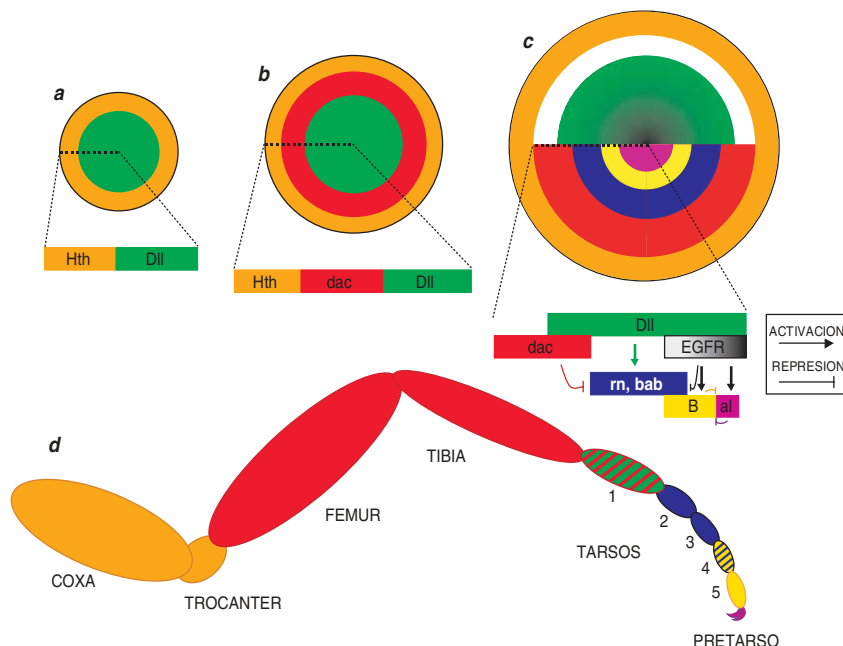 a
b
c
Hth Dll
Hth dac Dll
Dll
dac EGFR
rn, bab
B al
ACTIVACION
REPRESION
d
COXA
TROCANTER
FEMUR
TIBIA
TARSOS
1
2
3
4
5
PRETARSO